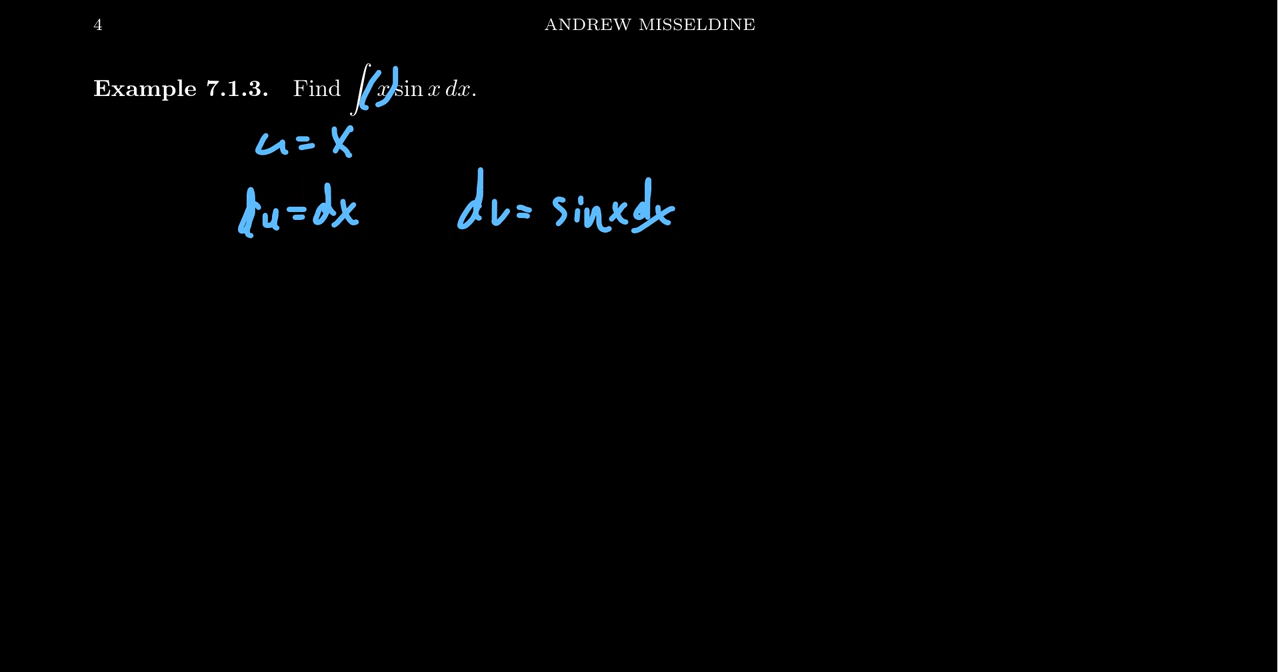 4 ANDREW MISSELDINE
Example 7.1.3. Find ∫ (x) sin x dx.
u = x
du = dx dv = sin x dx